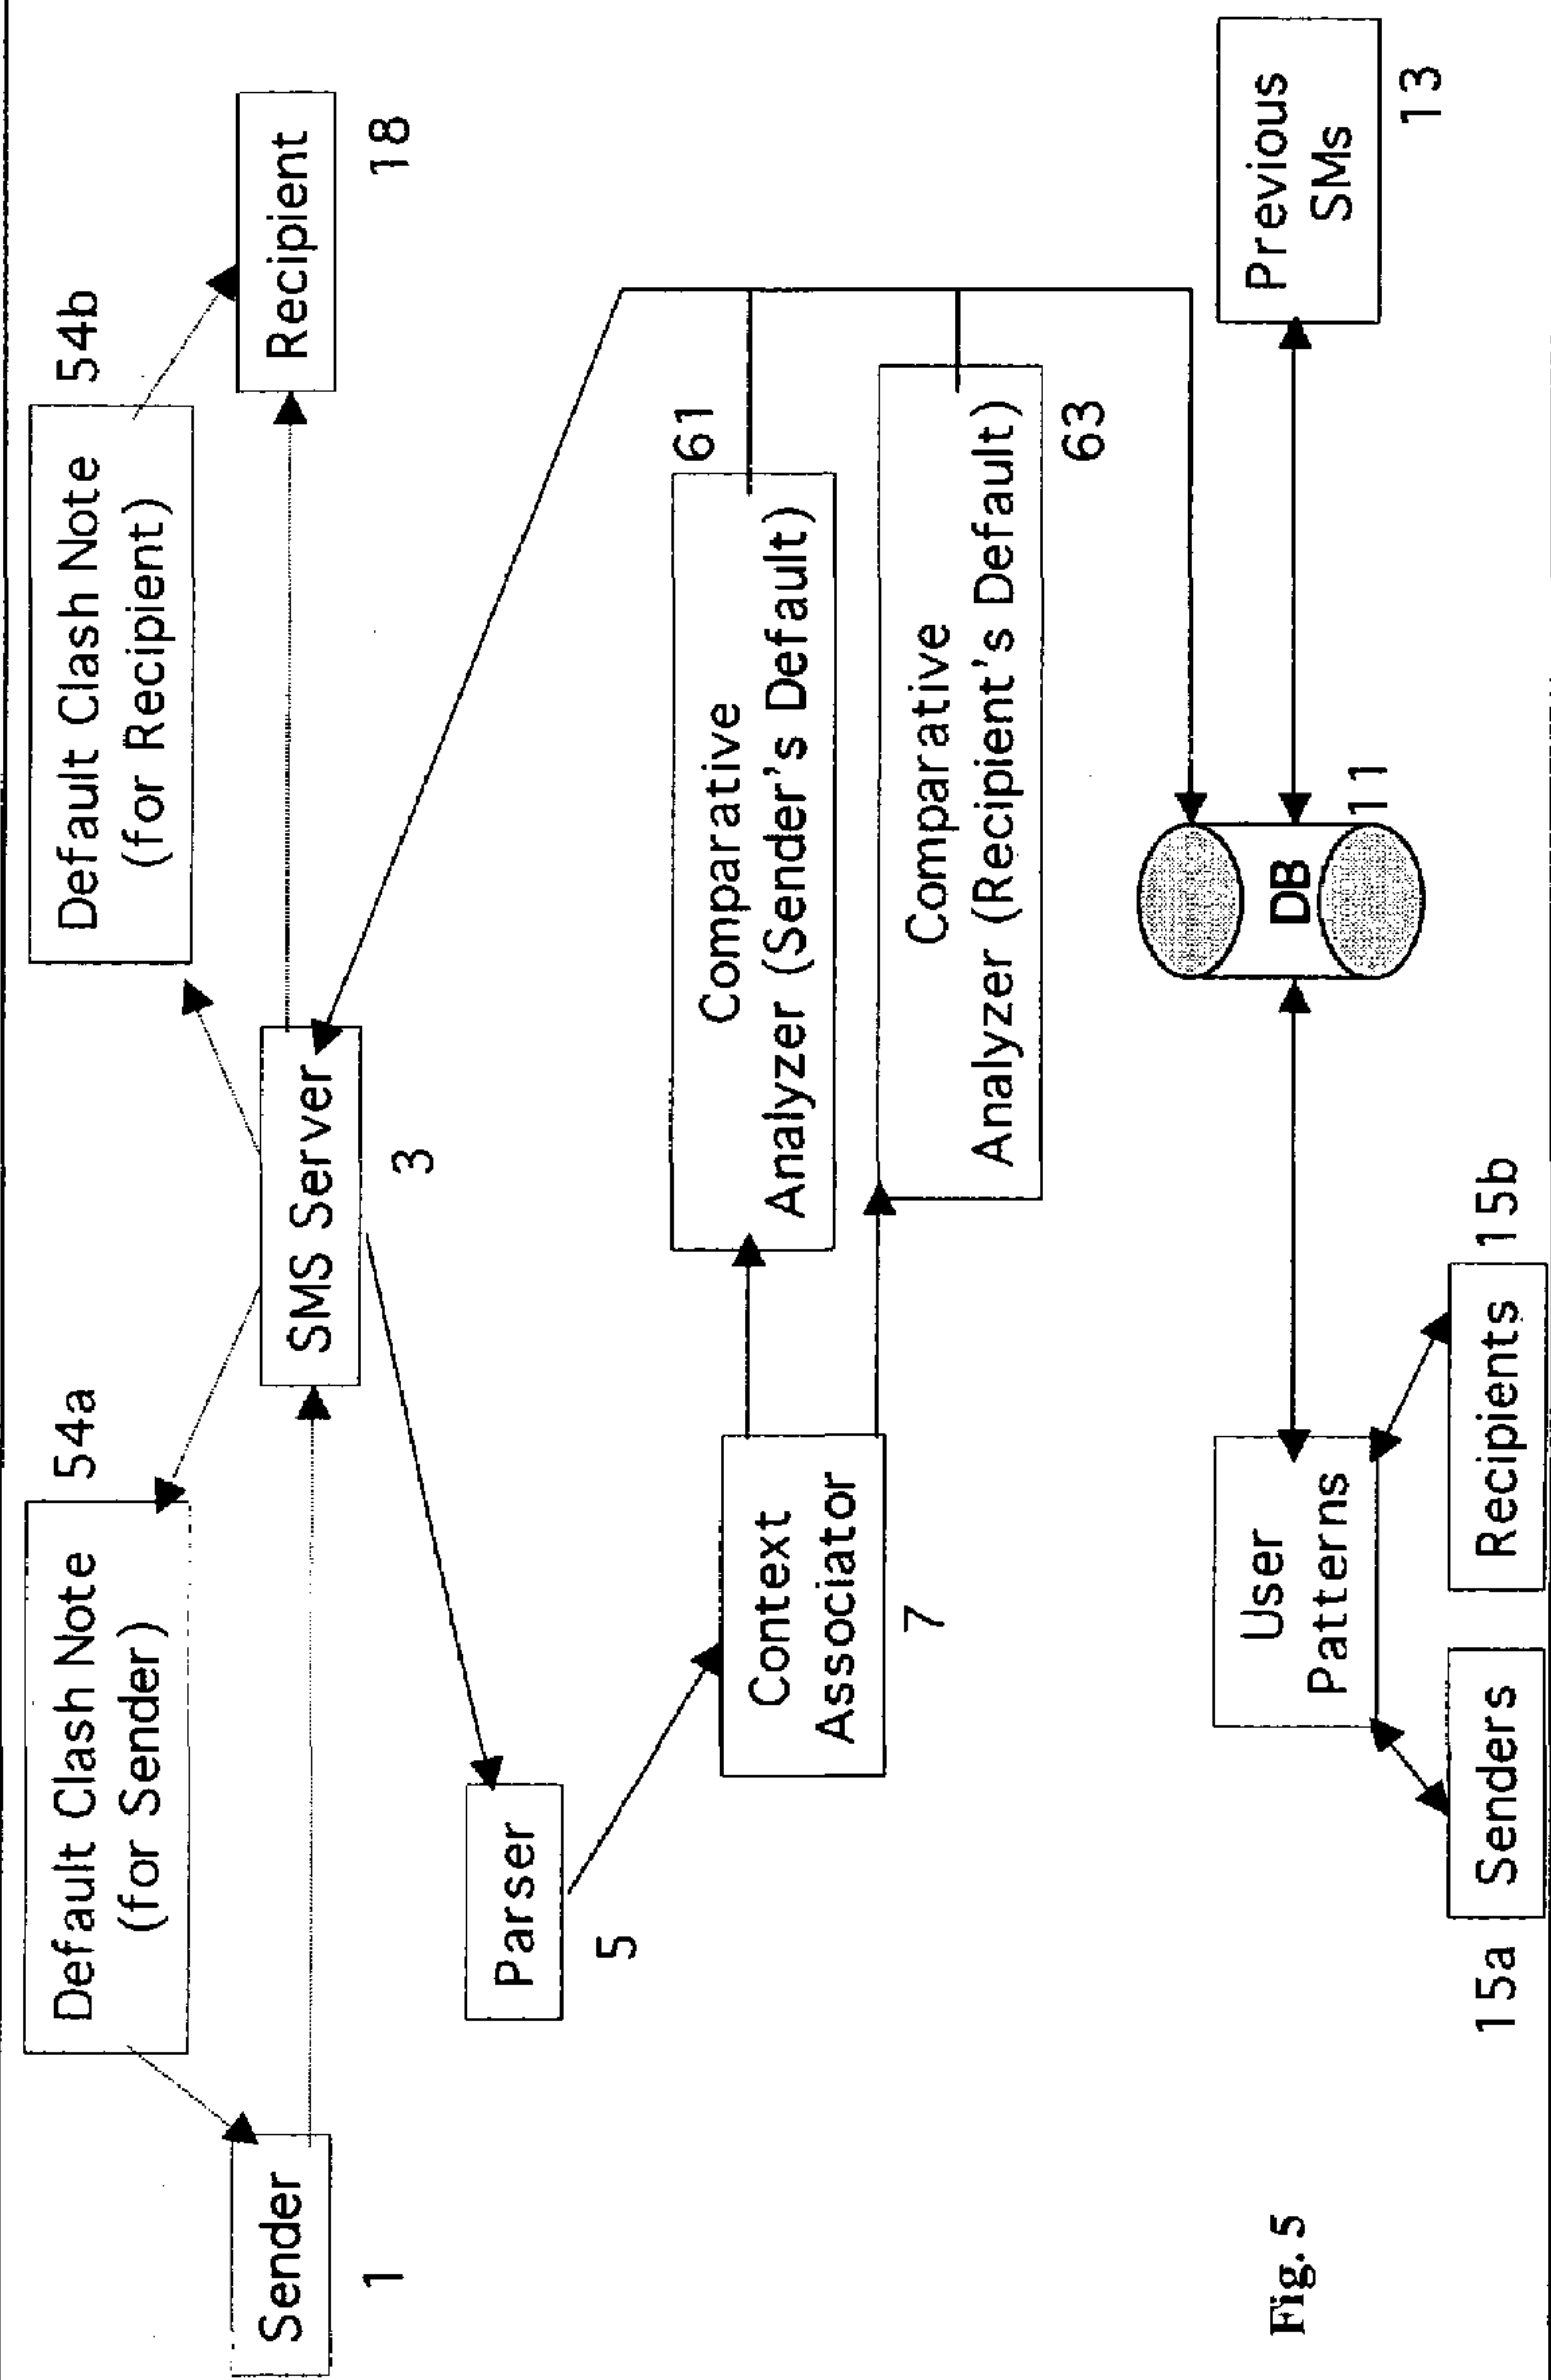 Default Clash Note
(for Sender)
54a
Default Clash Note
(for Recipient)
54b
Sender
1
SMS Server
3
Recipient
18
Parser
5
Context
Associator
7
Comparative
Analyzer (Sender's Default)
61
Comparative
Analyzer (Recipient's Default)
63
User
Patterns
DB
11
Previous
SMs
13
15a
Senders
Recipients
15b
Fig. 5